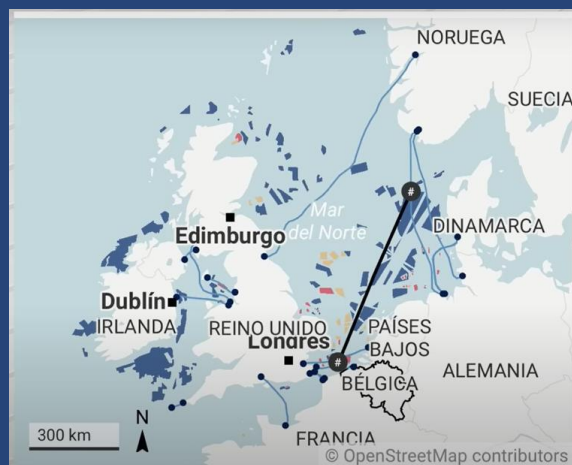 NORUEGA
SUECIA
#
Mar
del Norte
DINAMARCA
Edimburgo
Dublín
IRLANDA
REINO UNIDO
PAÍSES
BAJOS
Londres
#
BÉLGICA
ALEMANIA
N
300 km
FRANCIA
© OpenStreetMap contributors